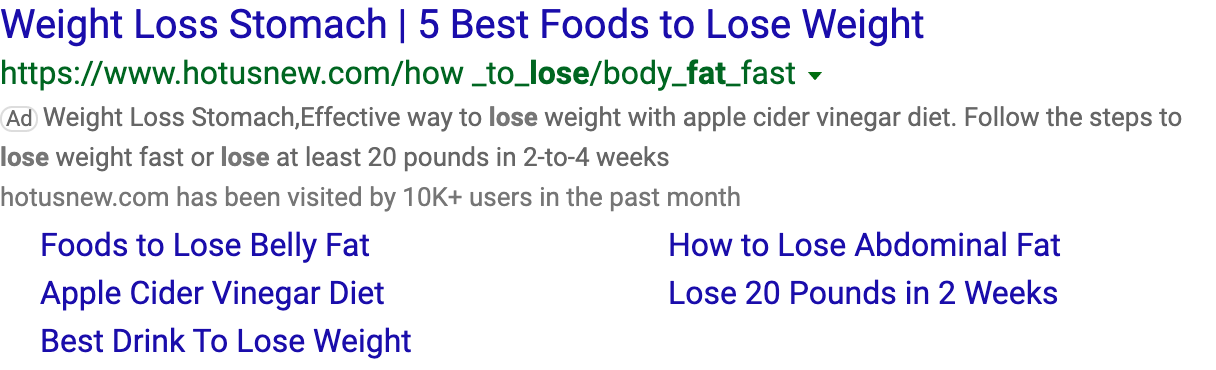 Weight Loss Stomach | 5 Best Foods to Lose Weight
https://www.hotusnew.com/how _to_lose/body_fat_fast
Ad Weight Loss Stomach,Effective way to lose weight with apple cider vinegar diet. Follow the steps to
lose weight fast or lose at least 20 pounds in 2-to-4 weeks
hotusnew.com has been visited by 10K+ users in the past month
Foods to Lose Belly Fat
How to Lose Abdominal Fat
Apple Cider Vinegar Diet
Lose 20 Pounds in 2 Weeks
Best Drink To Lose Weight